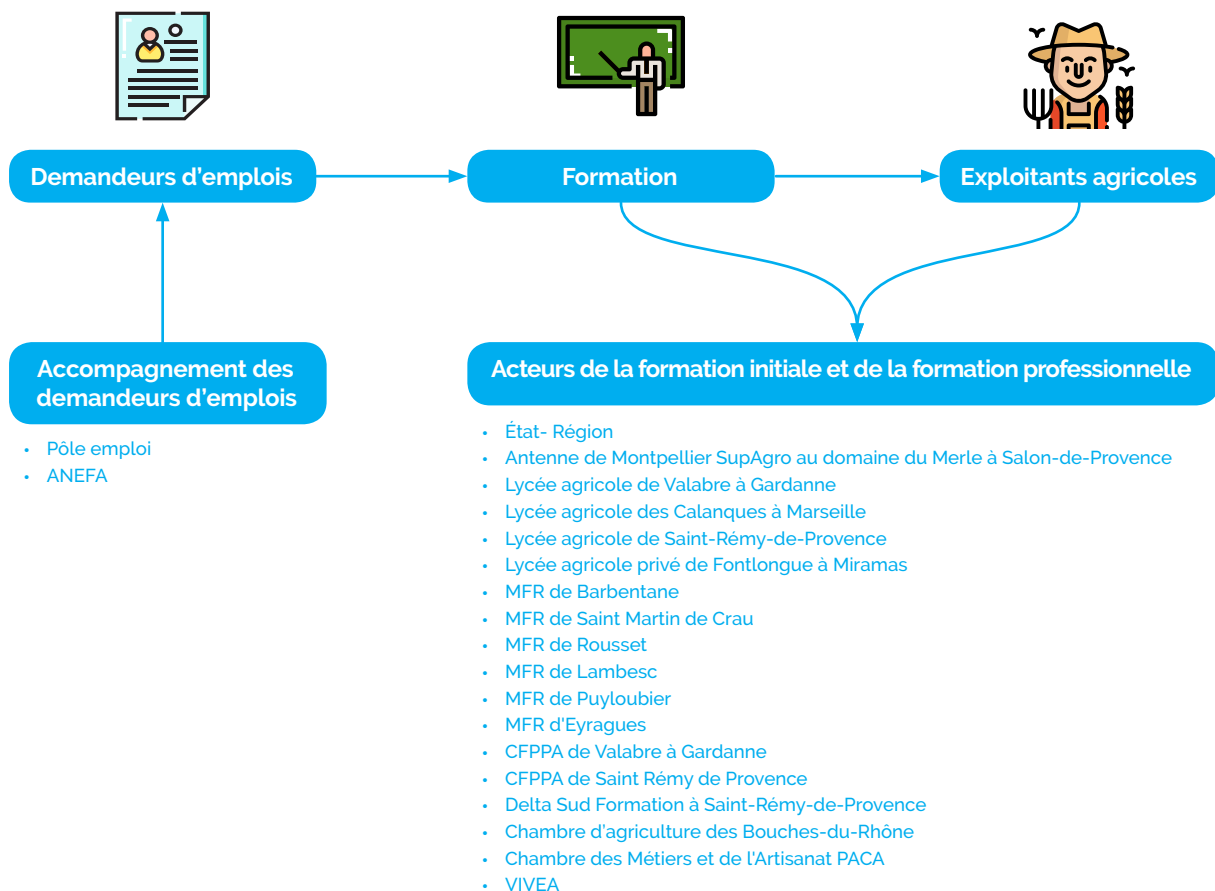 Demandeurs d'emplois
Formation
Exploitants agricoles
Accompagnement des
demandeurs d'emplois
• Pôle emploi
• ANEFA
Acteurs de la formation initiale et de la formation professionnelle
• État- Région
• Antenne de Montpellier SupAgro au domaine du Merle à Salon-de-Provence
• Lycée agricole de Valabre à Gardanne
• Lycée agricole des Calanques à Marseille
• Lycée agricole de Saint-Rémy-de-Provence
• Lycée agricole privé de Fontlongue à Miramas
• MFR de Barbentane
• MFR de Saint Martin de Crau
• MFR de Rousset
• MFR de Lambesc
• MFR de Puyloubier
• MFR d'Eyragues
• CFPPA de Valabre à Gardanne
• CFPPA de Saint Rémy de Provence
• Delta Sud Formation à Saint-Rémy-de-Provence
• Chambre d'agriculture des Bouches-du-Rhône
• Chambre des Métiers et de l'Artisanat PACA
• VIVEA